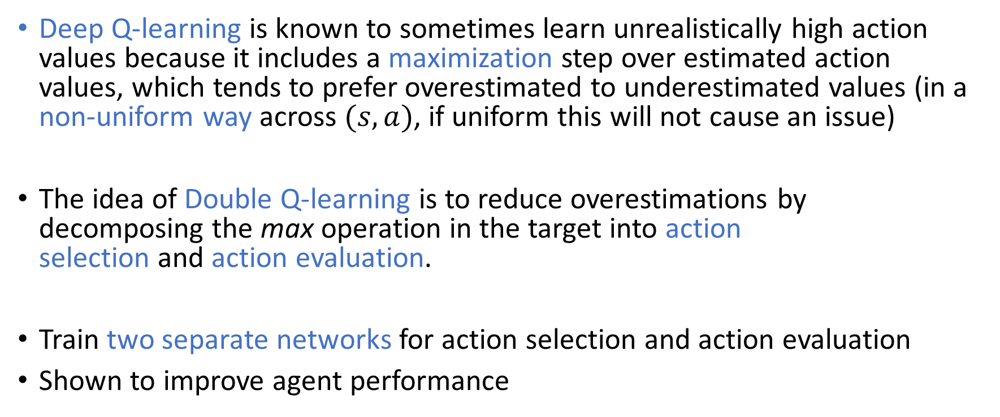 • Deep Q-learning is known to sometimes learn unrealistically high action
values because it includes a maximization step over estimated action
values, which tends to prefer overestimated to underestimated values (in a
non-uniform way across (s, a), if uniform this will not cause an issue)
• The idea of Double Q-learning is to reduce overestimations by
decomposing the max operation in the target into action
selection and action evaluation.
• Train two separate networks for action selection and action evaluation
• Shown to improve agent performance